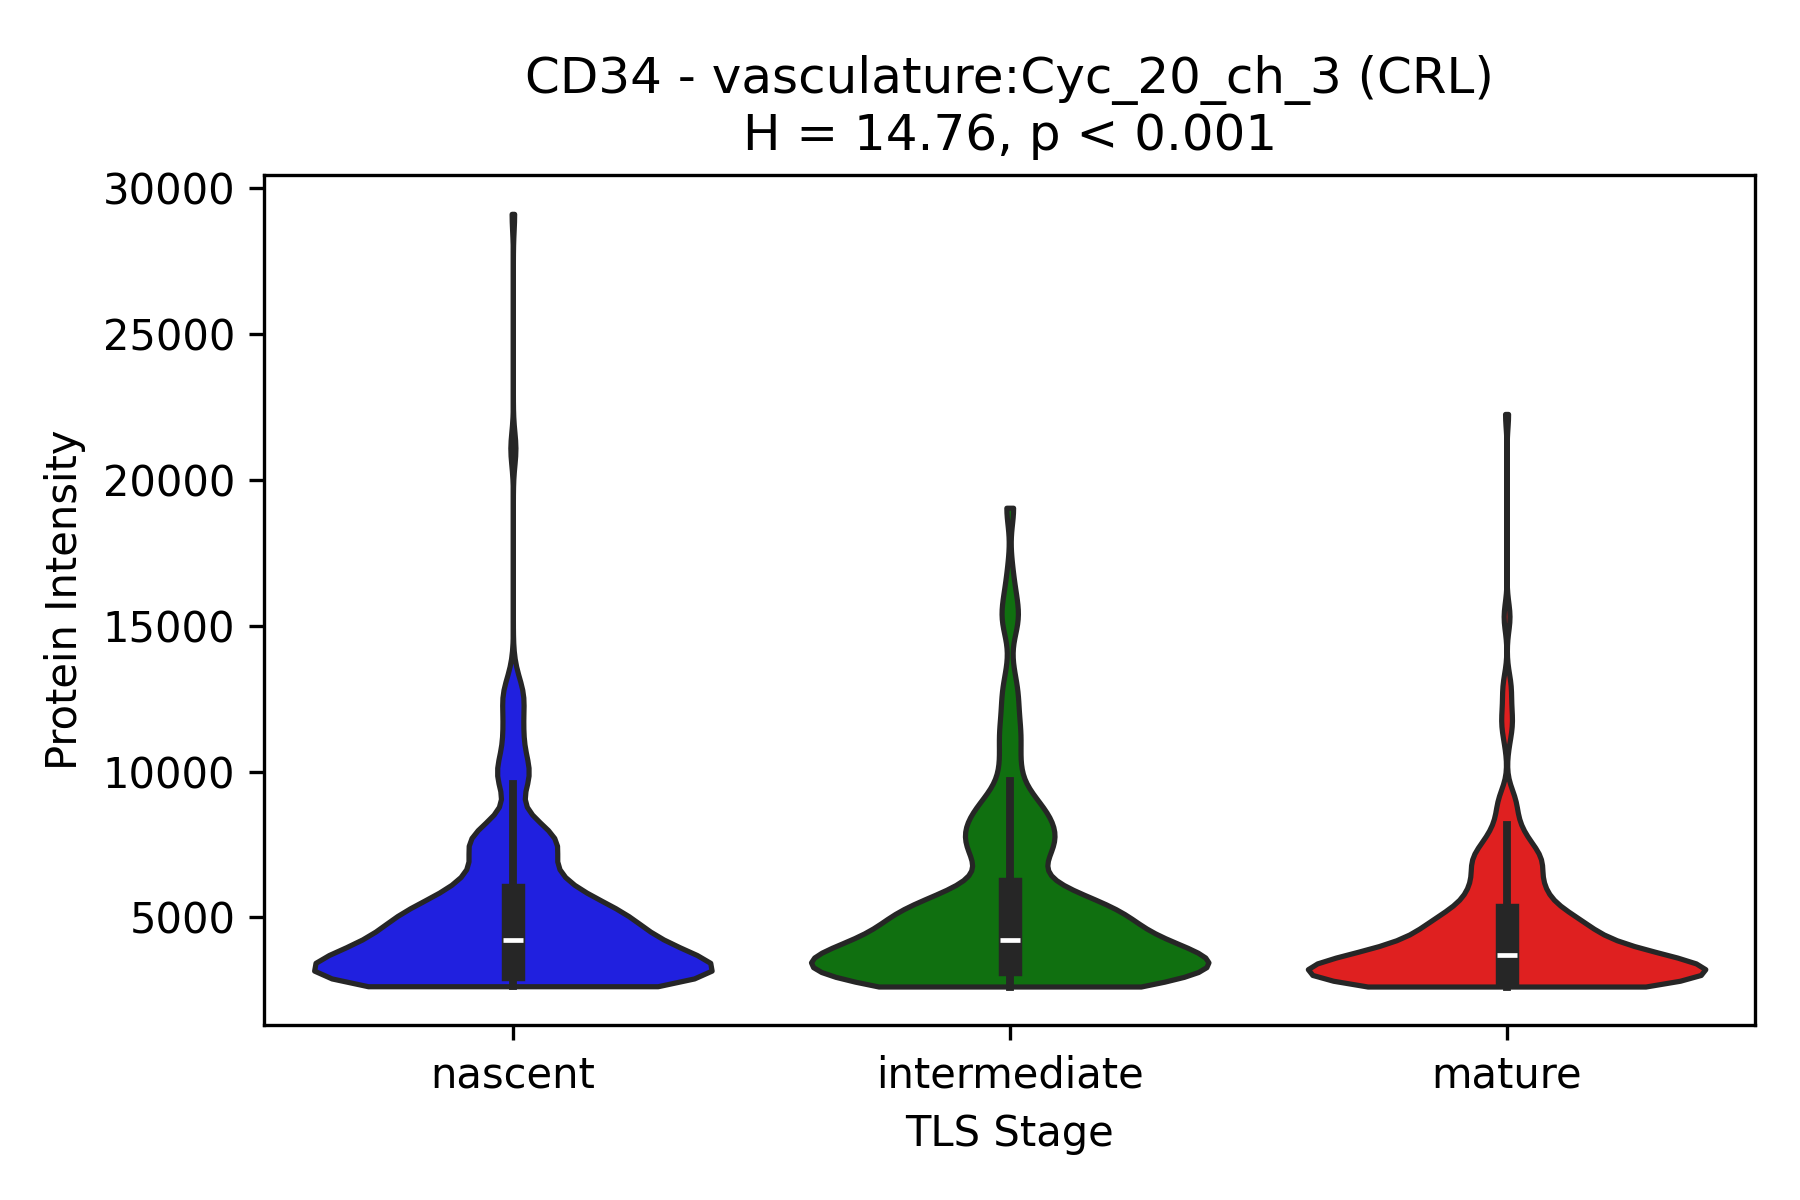 CD34 - vasculature:Cyc_20_ch_3 (CRL)
H = 14.76, p < 0.001
30000
25000
20000
15000
10000
5000
Protein Intensity
nascent intermediate mature
TLS Stage